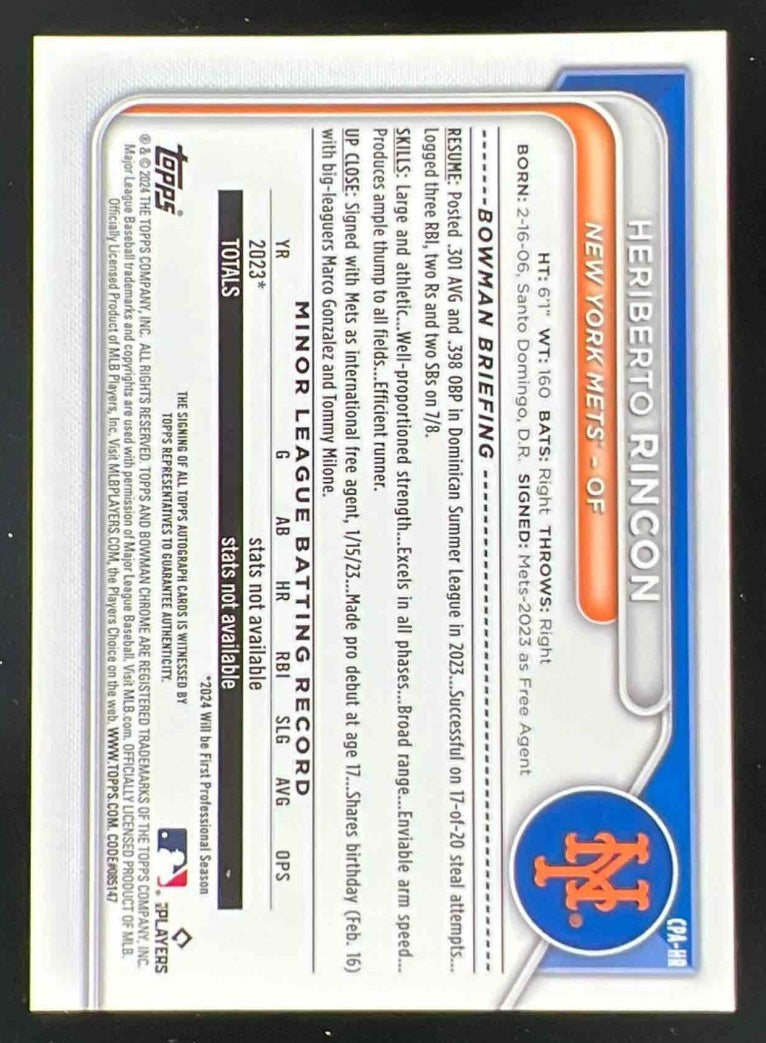 CPA-HR
HERIBERTO RINCON
NEW YORK METS® - OF
HT: 6'1" WT: 160 BATS: Right THROWS: Right
BORN: 2-16-06, Santo Domingo, D.R. SIGNED: Mets-2023 as Free Agent
NY
BOWMAN BRIEFING
RESUME: Posted .301 AVG and .398 OBP in Dominican Summer League in 2023...Successful on 17-of-20 steal attempts...
Logged three RBI, two Rs and two SBs on 7/8.
SKILLS: Large and athletic...Well-proportioned strength...Excels in all phases...Broad range...Enviable arm speed...
Produces ample thump to all fields...Efficient runner.
UP CLOSE: Signed with Mets as international free agent, 1/15/23...Made pro debut at age 17...Shares birthday (Feb. 16)
with big-leaguers Marco Gonzalez and Tommy Milone.
MINOR LEAGUE BATTING RECORD
YR G AB HR RBI SLG AVG OPS
2023* stats not available
TOTALS stats not available -
*2024 Will be First Professional Season
topps®
THE SIGNING OF ALL TOPPS AUTOGRAPH CARDS IS WITNESSED BY
TOPPS REPRESENTATIVES TO GUARANTEE AUTHENTICITY.
PLAYERS
® & © 2024 THE TOPPS COMPANY, INC. ALL RIGHTS RESERVED. TOPPS AND BOWMAN CHROME ARE REGISTERED TRADEMARKS OF THE TOPPS COMPANY, INC.
Major League Baseball trademarks and copyrights are used with permission of Major League Baseball. Visit MLB.com. OFFICIALLY LICENSED PRODUCT OF MLB.
Officially Licensed Product of MLB Players, Inc. Visit MLBPLAYERS.COM, the Players Choice on the web. WWW.TOPPS.COM. CODE#085147